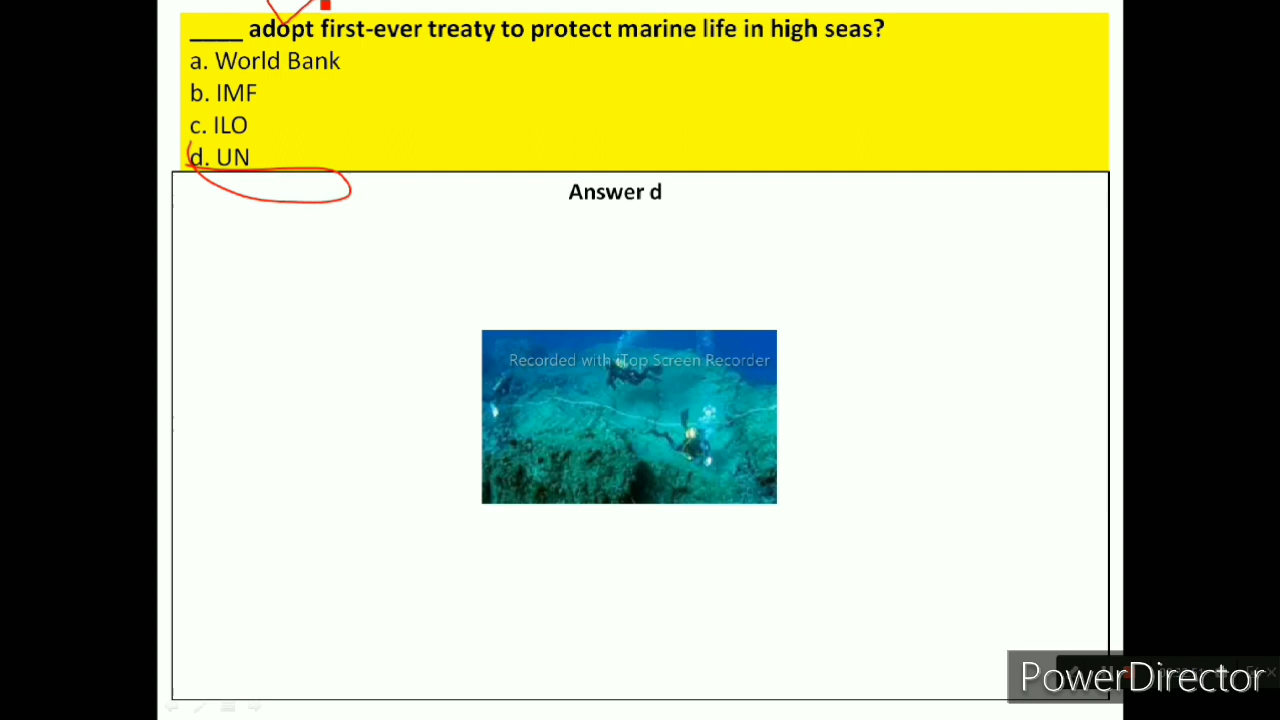 ____ adopt first-ever treaty to protect marine life in high seas?
a. World Bank
b. IMF
c. ILO
d. UN
Answer d
Recorded with iTop Screen Recorder
PowerDirector